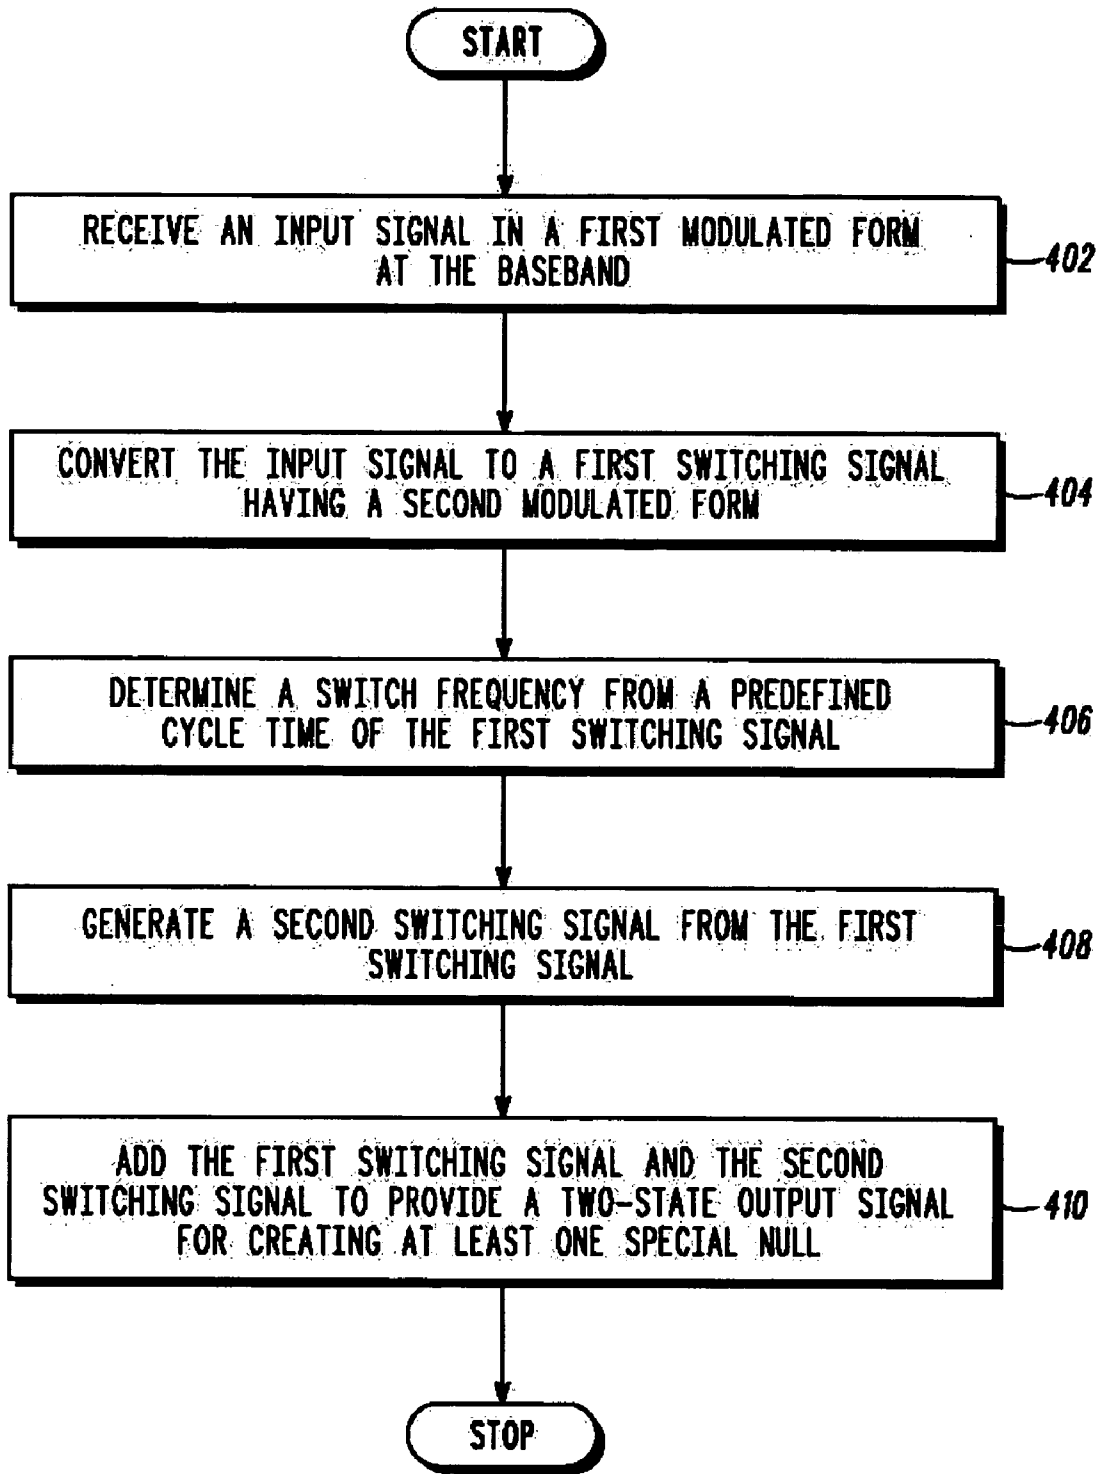 START
RECEIVE AN INPUT SIGNAL IN A FIRST MODULATED FORM
AT THE BASEBAND
402
CONVERT THE INPUT SIGNAL TO A FIRST SWITCHING SIGNAL
HAVING A SECOND MODULATED FORM
404
DETERMINE A SWITCH FREQUENCY FROM A PREDEFINED
CYCLE TIME OF THE FIRST SWITCHING SIGNAL
406
GENERATE A SECOND SWITCHING SIGNAL FROM THE FIRST
SWITCHING SIGNAL
408
ADD THE FIRST SWITCHING SIGNAL AND THE SECOND
SWITCHING SIGNAL TO PROVIDE A TWO-STATE OUTPUT SIGNAL
FOR CREATING AT LEAST ONE SPECIAL NULL
410
STOP